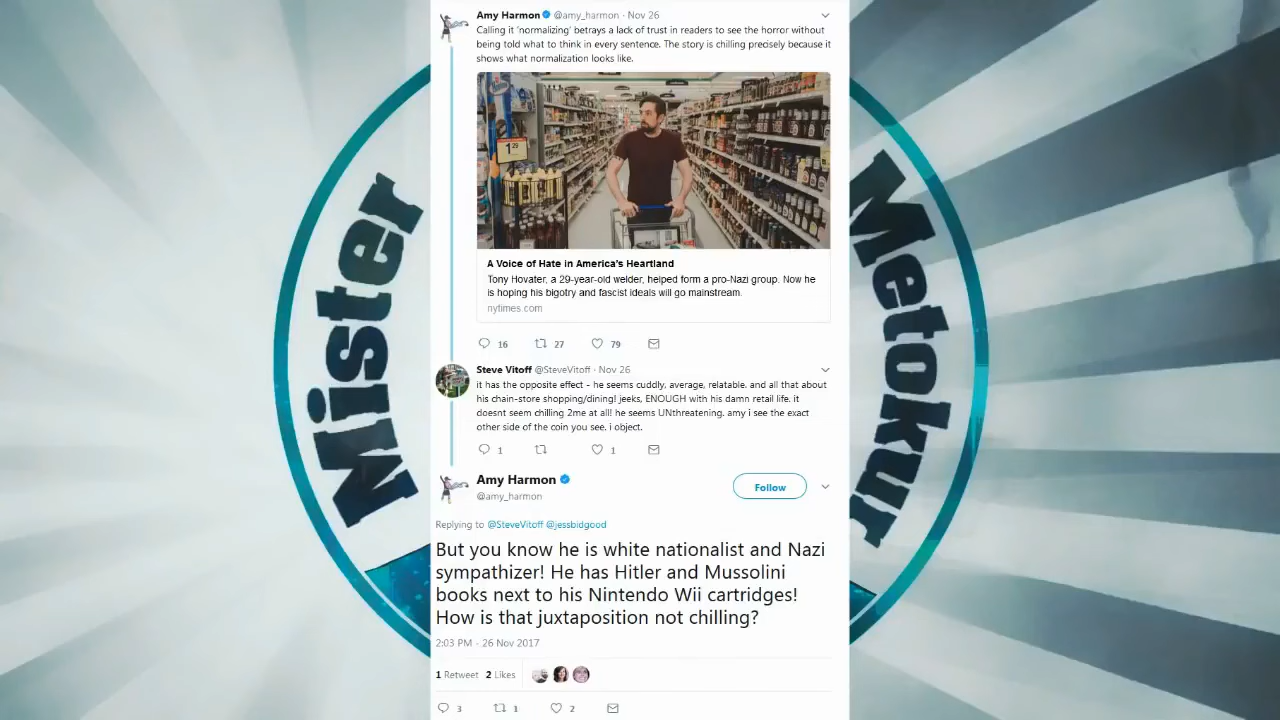 Amy Harmon @amy_harmon · Nov 26
Calling it 'normalizing' betrays a lack of trust in readers to see the horror without
being told what to think in every sentence. The story is chilling precisely because it
shows what normalization looks like.
1.29
A Voice of Hate in America's Heartland
Tony Hovater, a 29-year-old welder, helped form a pro-Nazi group. Now he
is hoping his bigotry and fascist ideals will go mainstream.
nytimes.com
16 27 79
Steve Vitoff @SteveVitoff · Nov 26
it has the opposite effect - he seems cuddly, average, relatable. and all that about
his chain-store shopping/dining! jeeks, ENOUGH with his damn retail life. it
doesnt seem chilling 2me at all! he seems UNthreatening. amy i see the exact
other side of the coin you see. i object.
1 1
Amy Harmon
@amy_harmon
Follow
Replying to @SteveVitoff @jessbidgood
But you know he is white nationalist and Nazi
sympathizer! He has Hitler and Mussolini
books next to his Nintendo Wii cartridges!
How is that juxtaposition not chilling?
2:03 PM - 26 Nov 2017
1 Retweet 2 Likes
3 1 2
Mister
Metokur